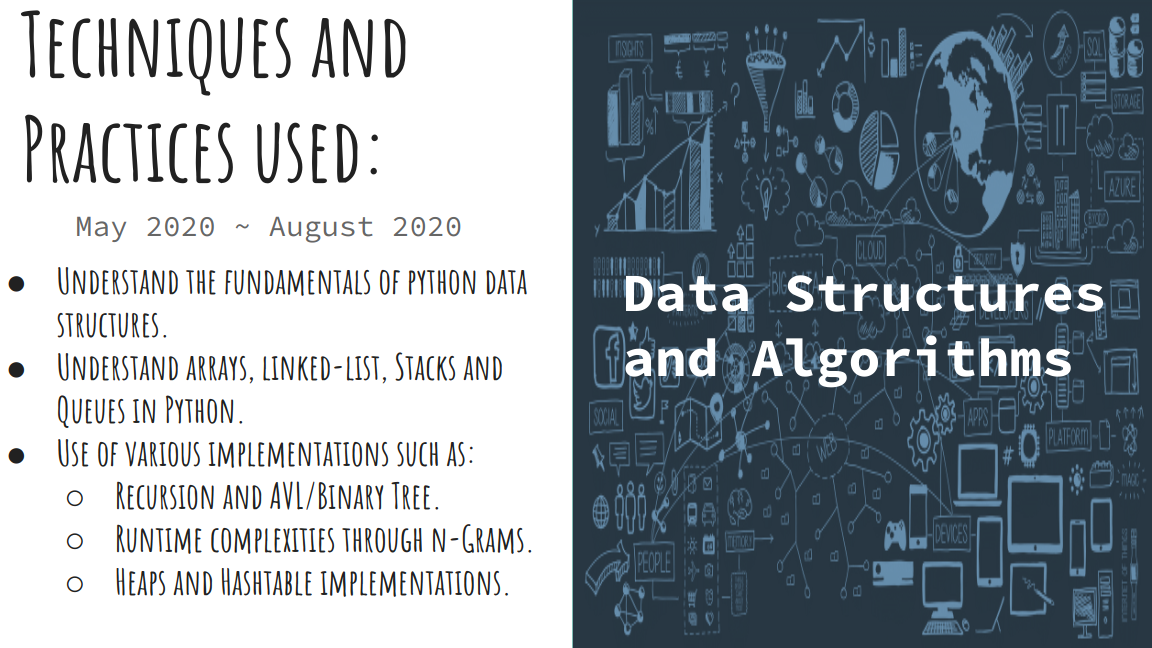 Techniques and
Practices used:
May 2020 ~ August 2020
● Understand the fundamentals of python data
structures.
● Understand arrays, linked-list, Stacks and
Queues in Python.
● Use of various implementations such as:
○ Recursion and AVL/Binary Tree.
○ Runtime complexities through n-Grams.
○ Heaps and Hashtable implementations.
Data Structures
and Algorithms
INSIGHTS
SQL
STORAGE
IT
AZURE
CLOUD
SECURITY
BIG DATA
DEVELOPERS
SOCIAL
APPS
PLATFORM
WEB
DEVICES
MEMORY
PEOPLE